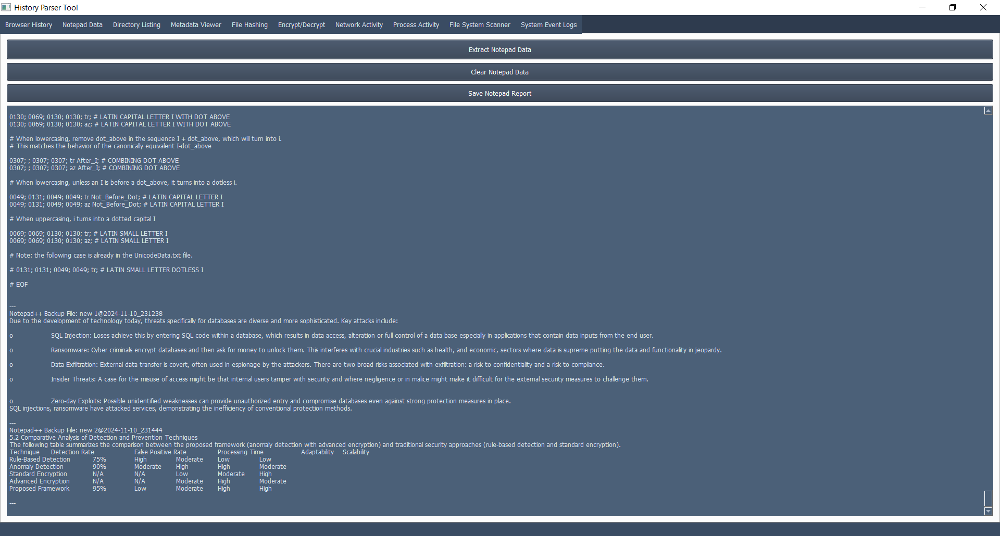 History Parser Tool
Browser History Notepad Data Directory Listing Metadata Viewer File Hashing Encrypt/Decrypt Network Activity Process Activity File System Scanner System Event Logs
Extract Notepad Data
Clear Notepad Data
Save Notepad Report
0130; 0069; 0130; 0130; tr; # LATIN CAPITAL LETTER I WITH DOT ABOVE
0130; 0069; 0130; 0130; az; # LATIN CAPITAL LETTER I WITH DOT ABOVE
# When lowercasing, remove dot_above in the sequence I + dot_above, which will turn into i.
# This matches the behavior of the canonically equivalent I-dot_above
0307; ; 0307; 0307; tr After_I; # COMBINING DOT ABOVE
0307; ; 0307; 0307; az After_I; # COMBINING DOT ABOVE
# When lowercasing, unless an I is before a dot_above, it turns into a dotless i.
0049; 0131; 0049; 0049; tr Not_Before_Dot; # LATIN CAPITAL LETTER I
0049; 0131; 0049; 0049; az Not_Before_Dot; # LATIN CAPITAL LETTER I
# When uppercasing, i turns into a dotted capital I
0069; 0069; 0130; 0130; tr; # LATIN SMALL LETTER I
0069; 0069; 0130; 0130; az; # LATIN SMALL LETTER I
# Note: the following case is already in the UnicodeData.txt file.
# 0131; 0131; 0049; 0049; tr; # LATIN SMALL LETTER DOTLESS I
# EOF
---
Notepad++ Backup File: new 1@2024-11-10_231238
Due to the development of technology today, threats specifically for databases are diverse and more sophisticated. Key attacks include:
o SQL Injection: Loses achieve this by entering SQL code within a database, which results in data access, alteration or full control of a data base especially in applications that contain data inputs from the end user.
o Ransomware: Cyber criminals encrypt databases and then ask for money to unlock them. This interferes with crucial industries such as health, and economic, sectors where data is supreme putting the data and functionality in jeopardy.
o Data Exfiltration: External data transfer is covert, often used in espionage by the attackers. There are two broad risks associated with exfiltration: a risk to confidentiality and a risk to compliance.
o Insider Threats: A case for the misuse of access might be that internal users tamper with security and where negligence or in malice might make it difficult for the external security measures to challenge them.
o Zero-day Exploits: Possible unidentified weaknesses can provide unauthorized entry and compromise databases even against strong protection measures in place.
SQL injections, ransomware have attacked services, demonstrating the inefficiency of conventional protection methods.
---
Notepad++ Backup File: new 2@2024-11-10_231444
5.2 Comparative Analysis of Detection and Prevention Techniques
The following table summarizes the comparison between the proposed framework (anomaly detection with advanced encryption) and traditional security approaches (rule-based detection and standard encryption).
Technique Detection Rate False Positive Rate Processing Time Adaptability Scalability
Rule-Based Detection 75% High Moderate Low Low
Anomaly Detection 90% Moderate High High Moderate
Standard Encryption N/A N/A Low Moderate High
Advanced Encryption N/A N/A Moderate High Moderate
Proposed Framework 95% Low Moderate High High
---